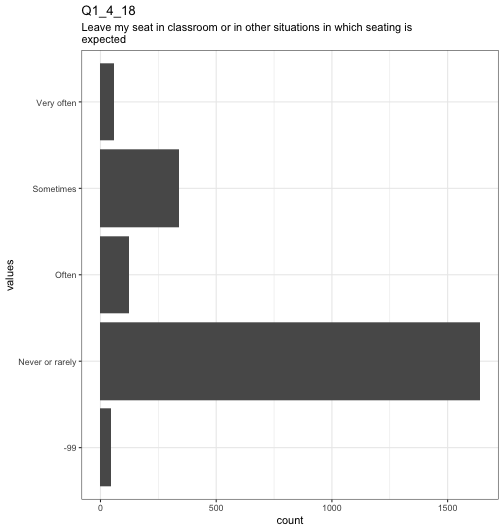 Q1_4_18
Leave my seat in classroom or in other situations in which seating is
expected
Very often
Sometimes
Often
Never or rarely
-99
values
0
500
1000
1500
count